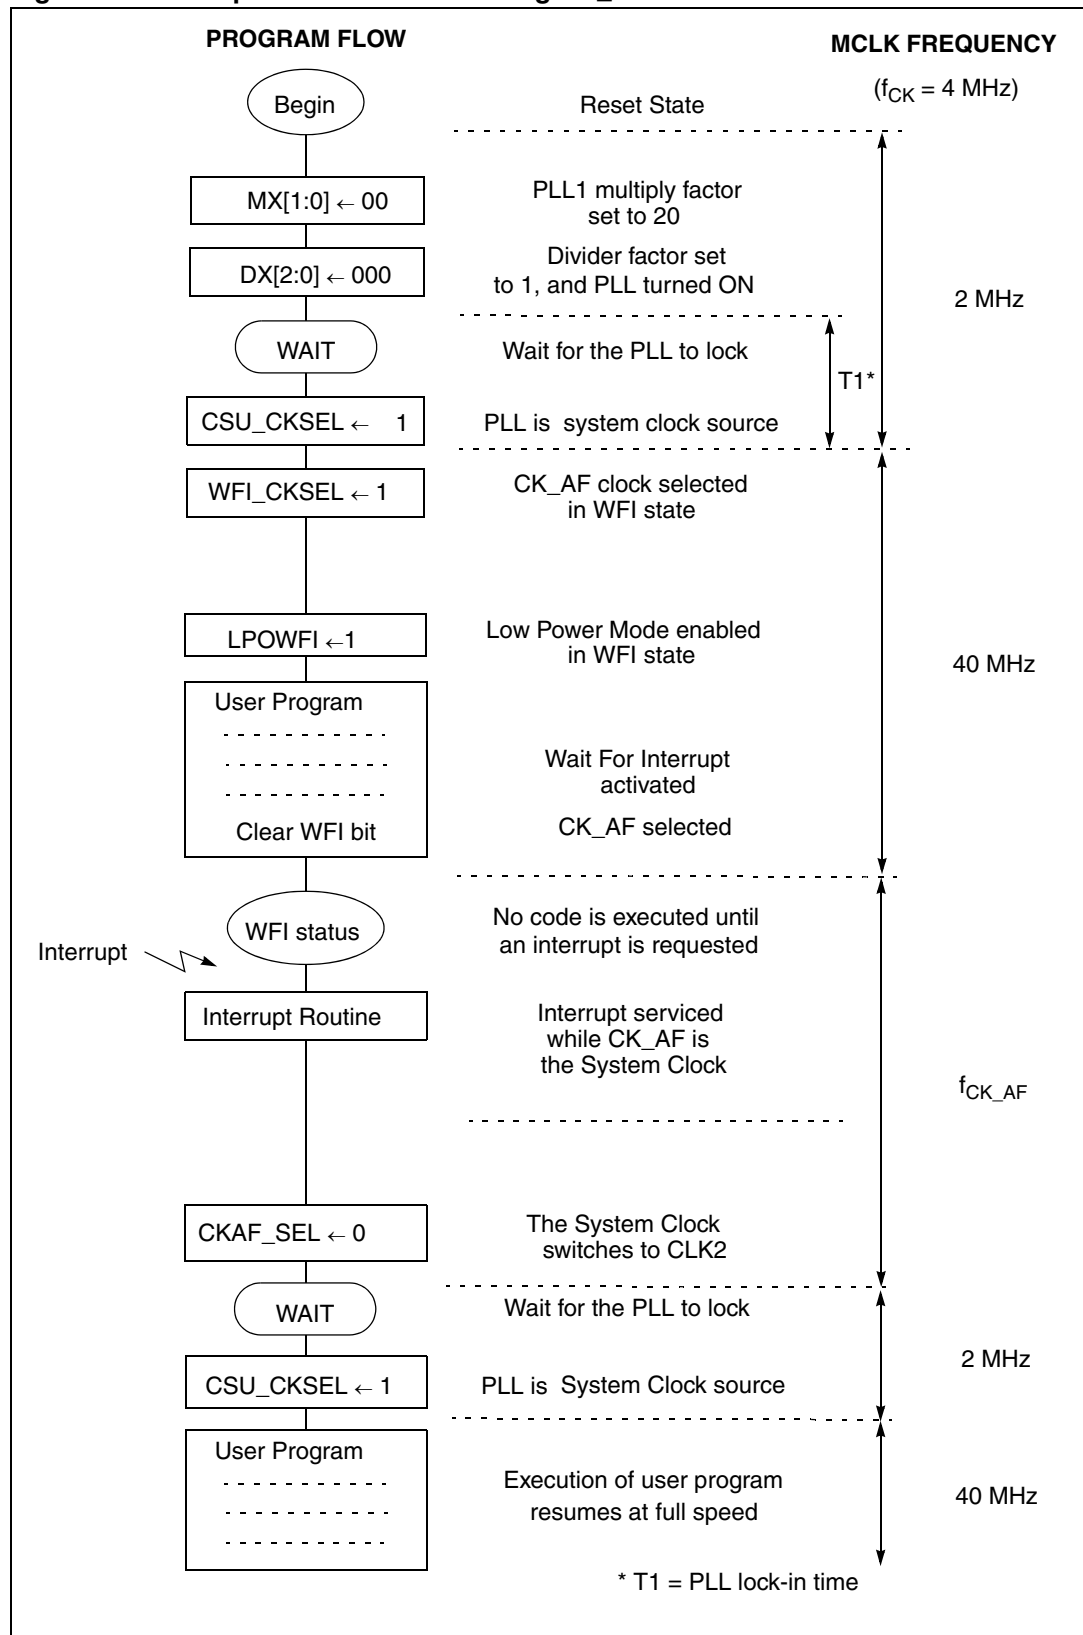 PROGRAM FLOW
MCLK FREQUENCY
(fCK = 4 MHz)
Begin
Reset State
MX[1:0] ← 00
PLL1 multiply factor
set to 20
DX[2:0] ← 000
Divider factor set
to 1, and PLL turned ON
2 MHz
WAIT
Wait for the PLL to lock
T1*
CSU_CKSEL ← 1
PLL is system clock source
WFI_CKSEL ← 1
CK_AF clock selected
in WFI state
LPOWFI ←1
Low Power Mode enabled
in WFI state
40 MHz
User Program
Wait For Interrupt
activated
Clear WFI bit
CK_AF selected
WFI status
No code is executed until
an interrupt is requested
Interrupt
Interrupt Routine
Interrupt serviced
while CK_AF is
the System Clock
fCK_AF
CKAF_SEL ← 0
The System Clock
switches to CLK2
WAIT
Wait for the PLL to lock
2 MHz
CSU_CKSEL ← 1
PLL is System Clock source
User Program
Execution of user program
resumes at full speed
40 MHz
* T1 = PLL lock-in time